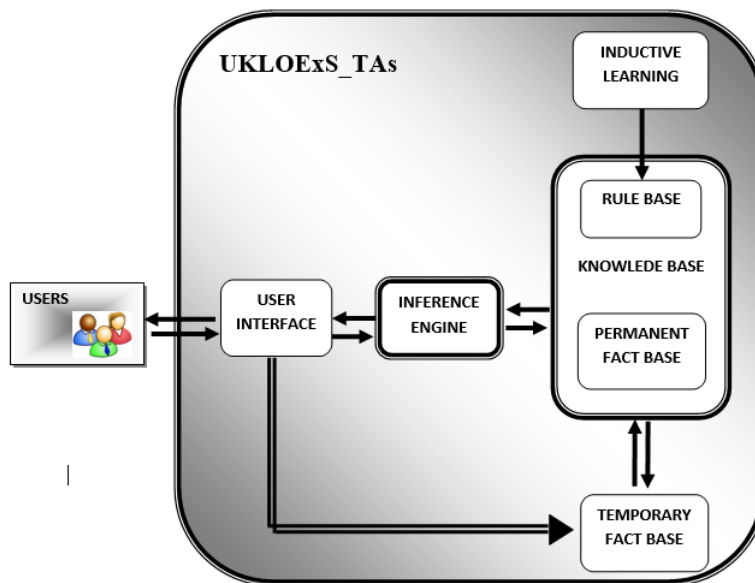 UKLOExS_TAs
INDUCTIVE
LEARNING
RULE BASE
KNOWLEDE BASE
PERMANENT
FACT BASE
USERS
USER
INTERFACE
INFERENCE
ENGINE
TEMPORARY
FACT BASE